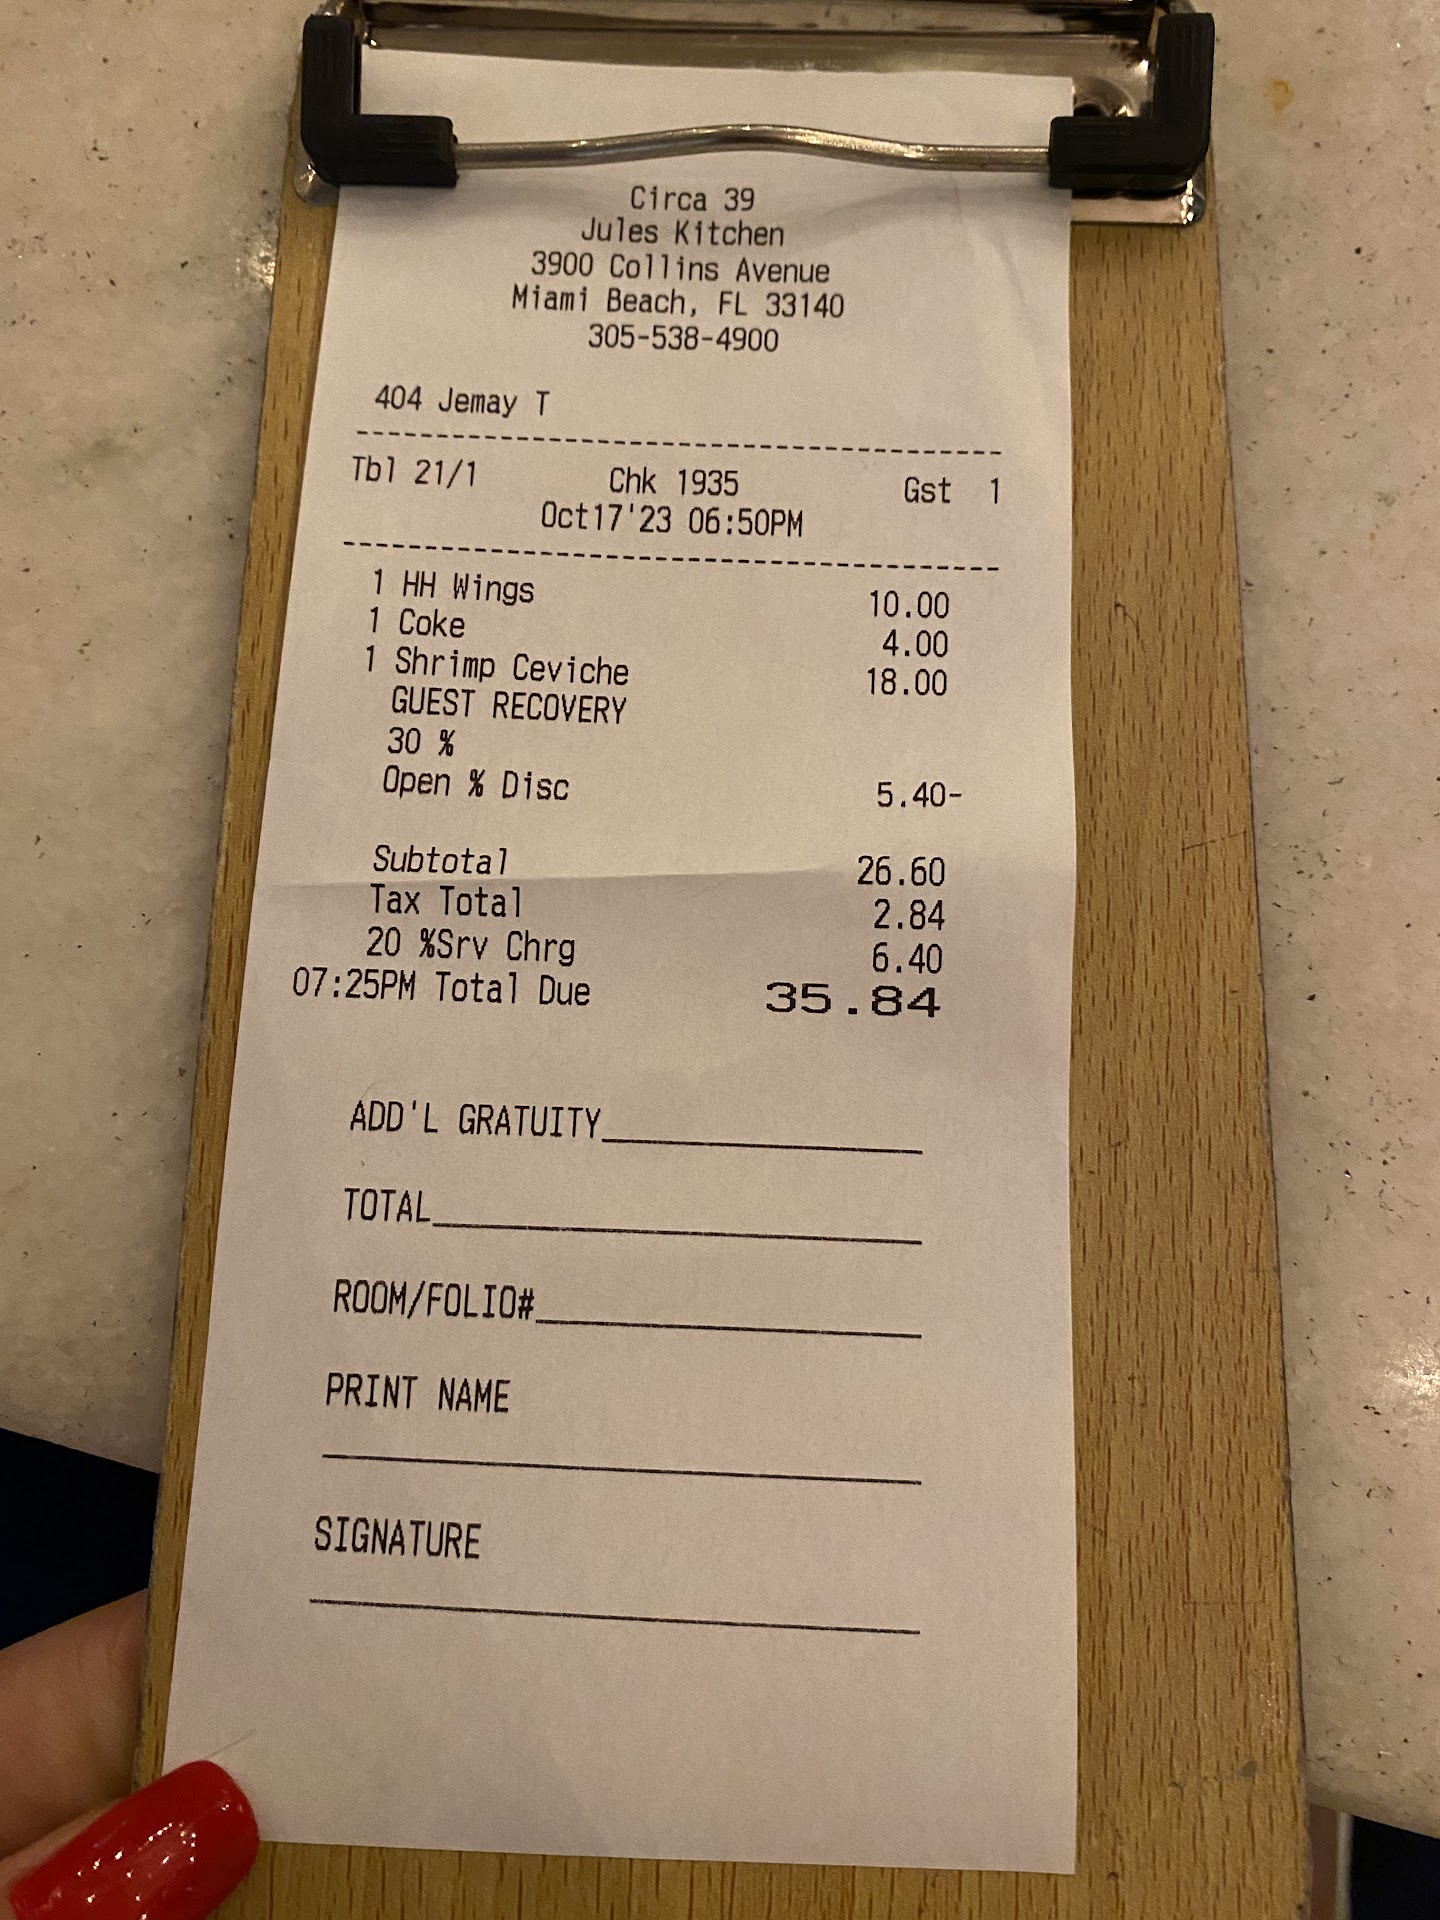 Circa 39
Jules Kitchen
3900 Collins Avenue
Miami Beach, FL 33140
305-538-4900
404 Jemay T
Tbl 21/1 Chk 1935 Gst 1
Oct17'23 06:50PM
1 HH Wings 10.00
1 Coke 4.00
1 Shrimp Ceviche 18.00
GUEST RECOVERY
30 %
Open % Disc 5.40-
Subtotal 26.60
Tax Total 2.84
20 %Srv Chrg 6.40
07:25PM Total Due 35.84
ADD'L GRATUITY
TOTAL
ROOM/FOLIO#
PRINT NAME
SIGNATURE